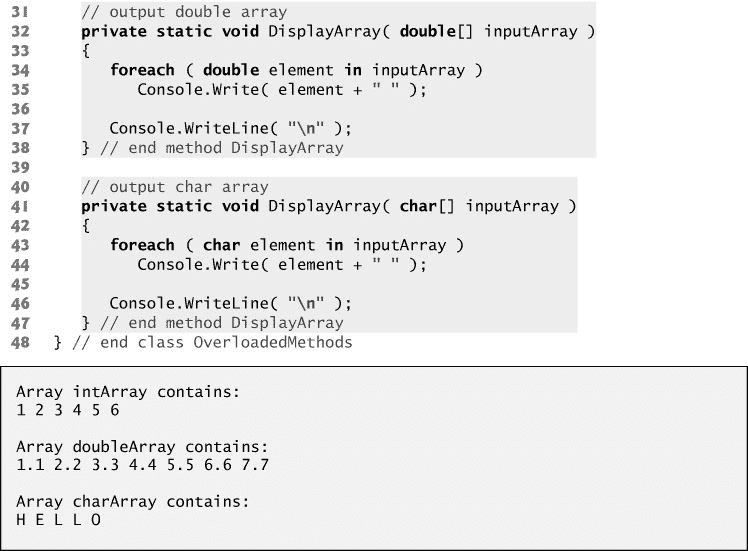 31 // output double array
32 private static void DisplayArray( double[] inputArray )
33 {
34 foreach ( double element in inputArray )
35 Console.Write( element + " " );
36
37 Console.WriteLine( "\n" );
38 } // end method DisplayArray
39
40 // output char array
41 private static void DisplayArray( char[] inputArray )
42 {
43 foreach ( char element in inputArray )
44 Console.Write( element + " " );
45
46 Console.WriteLine( "\n" );
47 } // end method DisplayArray
48 } // end class OverloadedMethods
Array intArray contains:
1 2 3 4 5 6
Array doubleArray contains:
1.1 2.2 3.3 4.4 5.5 6.6 7.7
Array charArray contains:
H E L L O